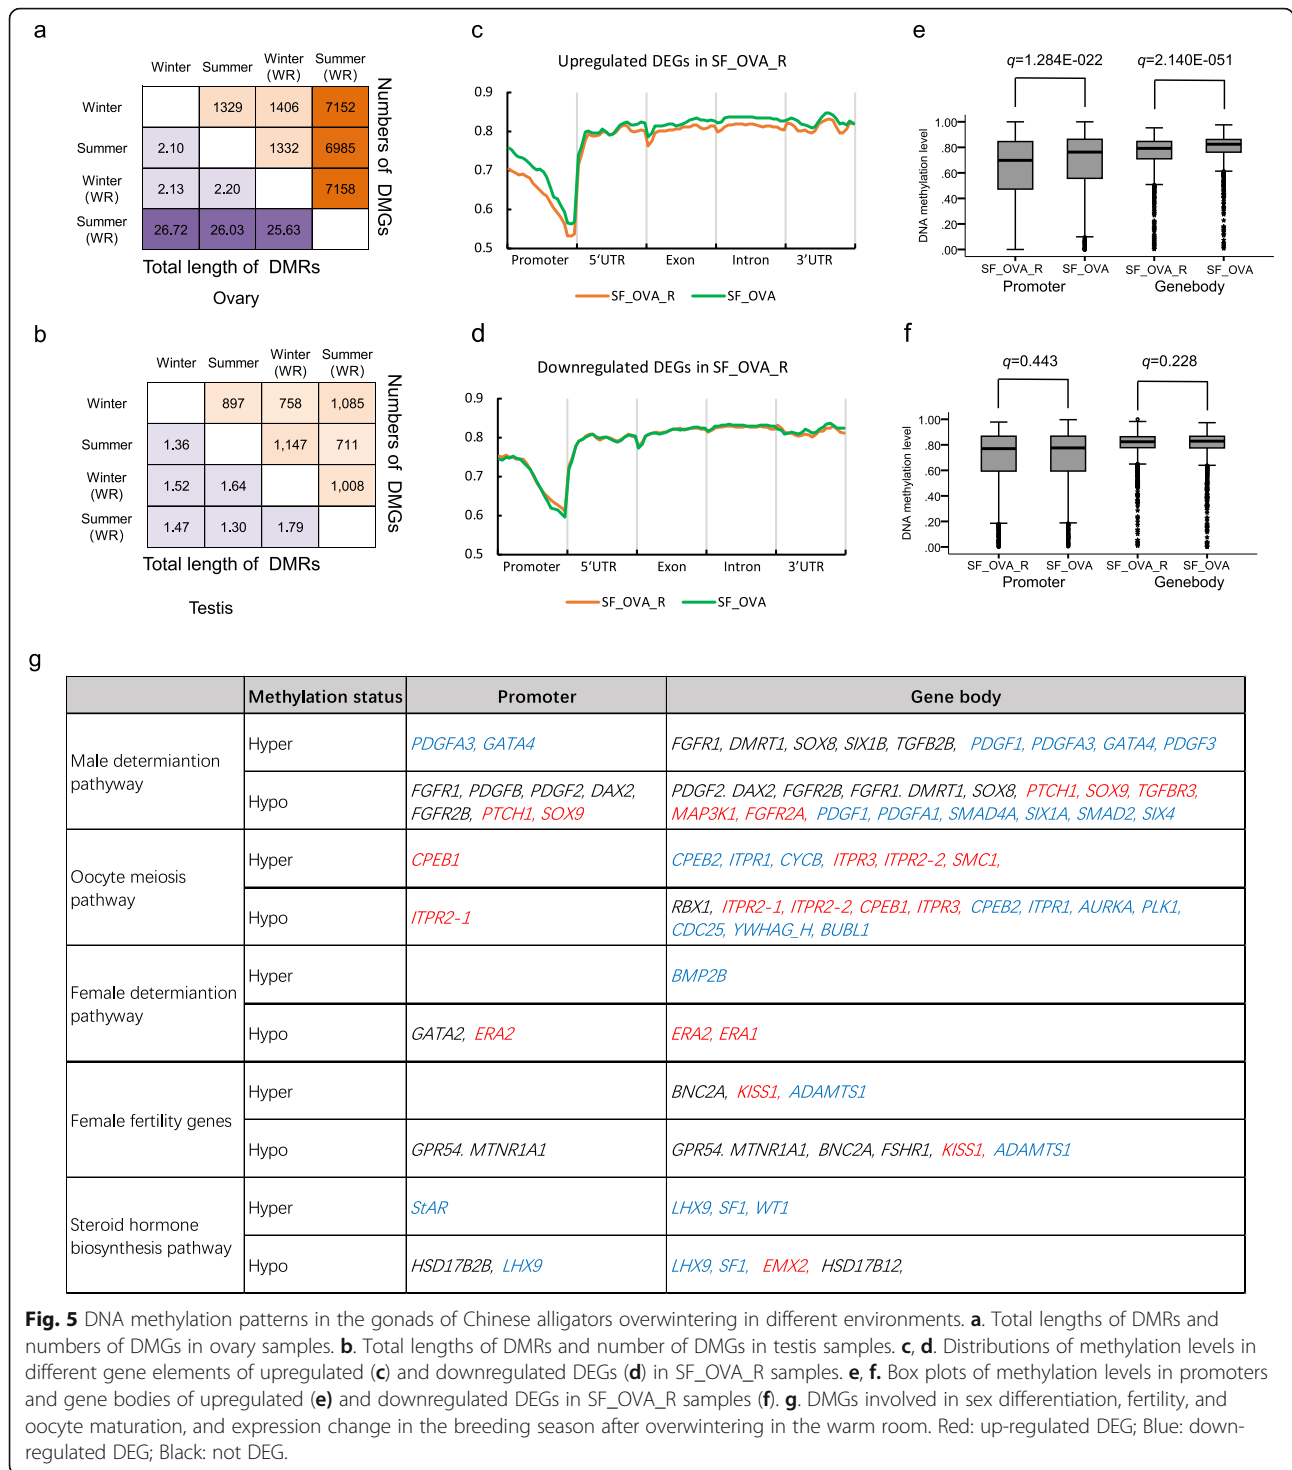 a
Winter Summer Winter (WR) Summer (WR)
Winter 1329 1406 7152
Summer 2.10 1332 6985
Winter (WR) 2.13 2.20 7158
Summer (WR) 26.72 26.03 25.63
Numbers of DMGs
Total length of DMRs
Ovary
b
Winter Summer Winter (WR) Summer (WR)
Winter 897 758 1,085
Summer 1.36 1,147 711
Winter (WR) 1.52 1.64 1,008
Summer (WR) 1.47 1.30 1.79
Numbers of DMGs
Total length of DMRs
Testis
c
Upregulated DEGs in SF_OVA_R
0.9
0.8
0.7
0.6
0.5
Promoter 5'UTR Exon Intron 3'UTR
SF_OVA_R SF_OVA
d
Downregulated DEGs in SF_OVA_R
0.9
0.8
0.7
0.6
0.5
Promoter 5'UTR Exon Intron 3'UTR
SF_OVA_R SF_OVA
e
q=1.284E-022 q=2.140E-051
DNA methylation level
1.00
.80
.60
.40
.20
.00
SF_OVA_R SF_OVA SF_OVA_R SF_OVA
Promoter Genebody
f
q=0.443 q=0.228
DNA methylation level
1.00
.80
.60
.40
.20
.00
SF_OVA_R SF_OVA SF_OVA_R SF_OVA
Promoter Genebody
g
Methylation status Promoter Gene body
Male determiantion
pathyway
Hyper
PDGFA3, GATA4
FGFR1, DMRT1, SOX8, SIX1B, TGFB2B, PDGF1, PDGFA3, GATA4, PDGF3
Hypo
FGFR1, PDGFB, PDGF2, DAX2,
FGFR2B, PTCH1, SOX9
PDGF2. DAX2, FGFR2B, FGFR1. DMRT1, SOX8, PTCH1, SOX9, TGFBR3,
MAP3K1, FGFR2A, PDGF1, PDGFA1, SMAD4A, SIX1A, SMAD2, SIX4
Oocyte meiosis
pathway
Hyper
CPEB1
CPEB2, ITPR1, CYCB, ITPR3, ITPR2-2, SMC1,
Hypo
ITPR2-1
RBX1, ITPR2-1, ITPR2-2, CPEB1, ITPR3, CPEB2, ITPR1, AURKA, PLK1,
CDC25, YWHAG_H, BUBL1
Female determiantion
pathyway
Hyper
BMP2B
Hypo
GATA2, ERA2
ERA2, ERA1
Female fertility genes
Hyper
BNC2A, KISS1, ADAMTS1
Hypo
GPR54. MTNR1A1
GPR54. MTNR1A1, BNC2A, FSHR1, KISS1, ADAMTS1
Steroid hormone
biosynthesis pathway
Hyper
StAR
LHX9, SF1, WT1
Hypo
HSD17B2B, LHX9
LHX9, SF1, EMX2, HSD17B12,
Fig. 5 DNA methylation patterns in the gonads of Chinese alligators overwintering in different environments. a. Total lengths of DMRs and
numbers of DMGs in ovary samples. b. Total lengths of DMRs and number of DMGs in testis samples. c, d. Distributions of methylation levels in
different gene elements of upregulated (c) and downregulated DEGs (d) in SF_OVA_R samples. e, f. Box plots of methylation levels in promoters
and gene bodies of upregulated (e) and downregulated DEGs in SF_OVA_R samples (f). g. DMGs involved in sex differentiation, fertility, and
oocyte maturation, and expression change in the breeding season after overwintering in the warm room. Red: up-regulated DEG; Blue: down-
regulated DEG; Black: not DEG.